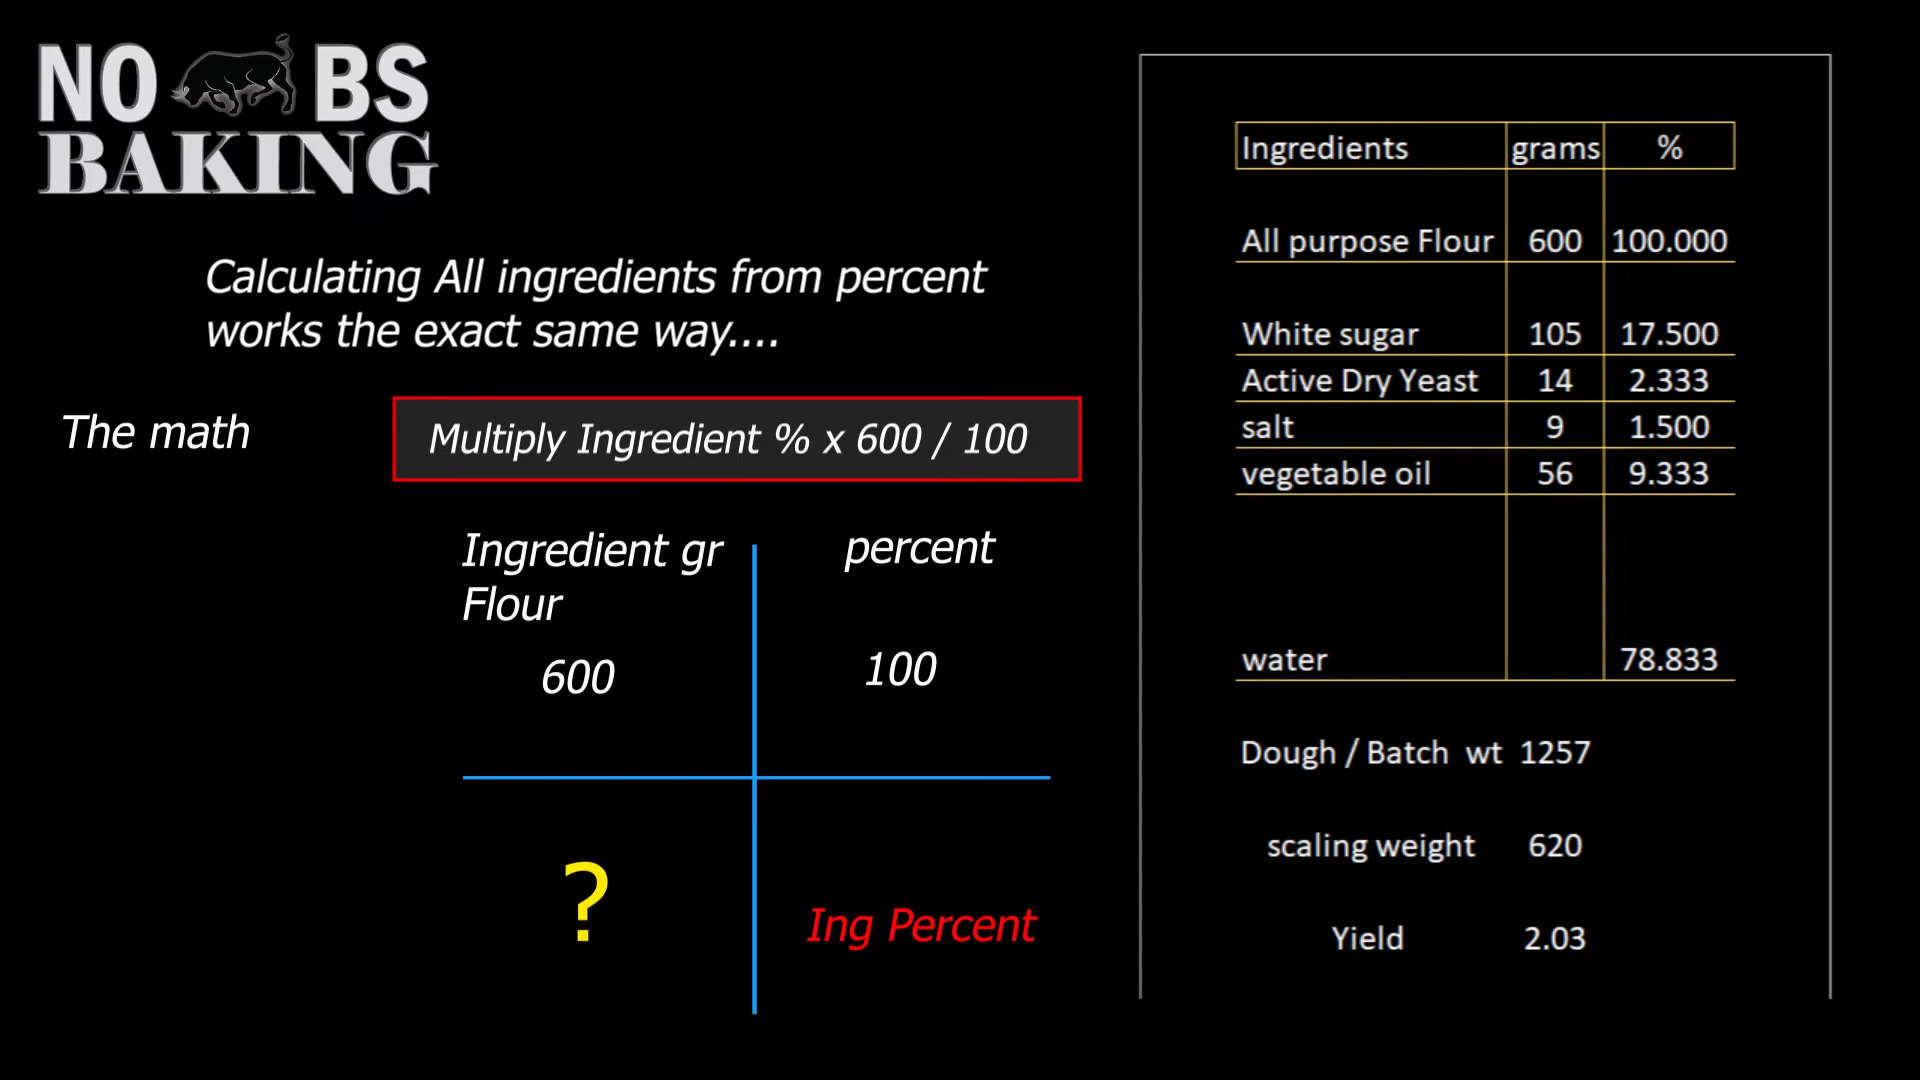 NO BS
BAKING
Calculating All ingredients from percent
works the exact same way....
The math
Multiply Ingredient % x 600 / 100
Ingredient gr percent
Flour
600 100
?
Ing Percent
Ingredients grams %
All purpose Flour 600 100.000
White sugar 105 17.500
Active Dry Yeast 14 2.333
salt 9 1.500
vegetable oil 56 9.333
water 78.833
Dough / Batch wt 1257
scaling weight 620
Yield 2.03